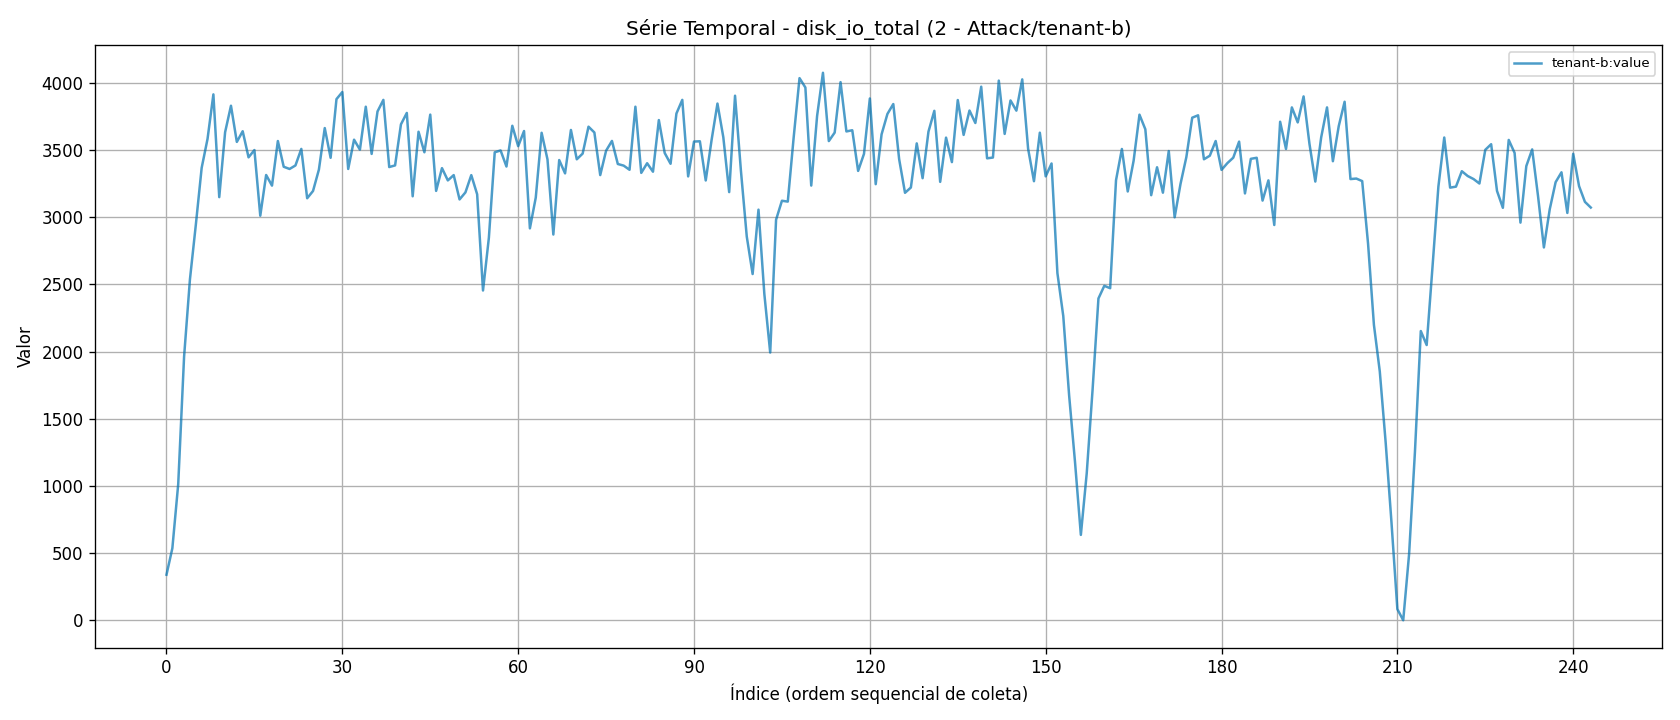 Série Temporal - disk_io_total (2 - Attack/tenant-b)
tenant-b:value
Valor
4000
3500
3000
2500
2000
1500
1000
500
0
0 30 60 90 120 150 180 210 240
Índice (ordem sequencial de coleta)